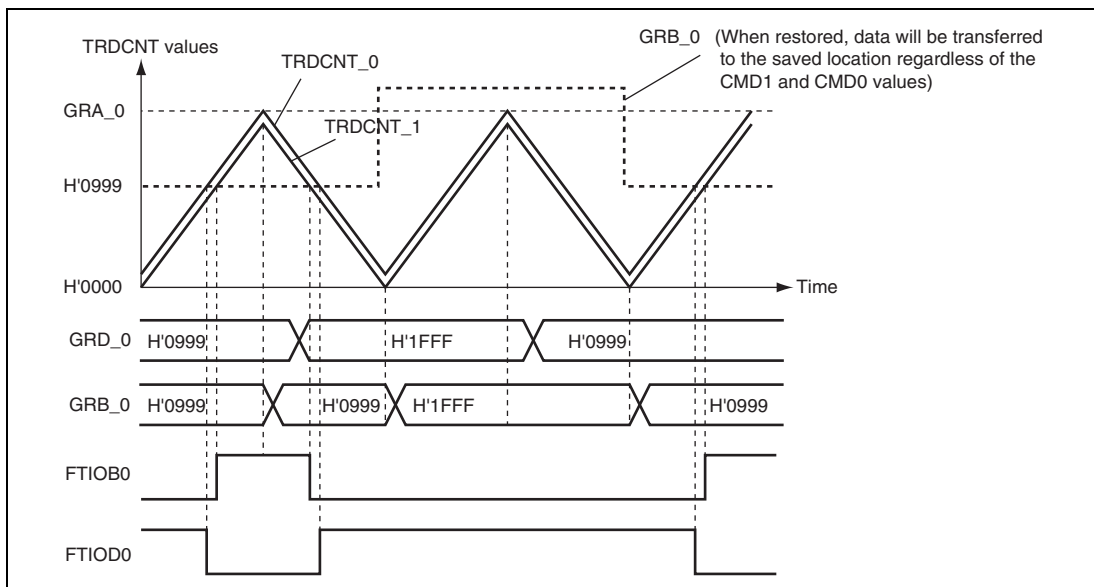 TRDCNT values
GRB_0 (When restored, data will be transferred
to the saved location regardless of the
CMD1 and CMD0 values)
TRDCNT_0
GRA_0
TRDCNT_1
H'0999
H'0000
Time
GRD_0
H'0999
H'1FFF
H'0999
GRB_0
H'0999
H'0999
H'1FFF
H'0999
FTIOB0
FTIOD0